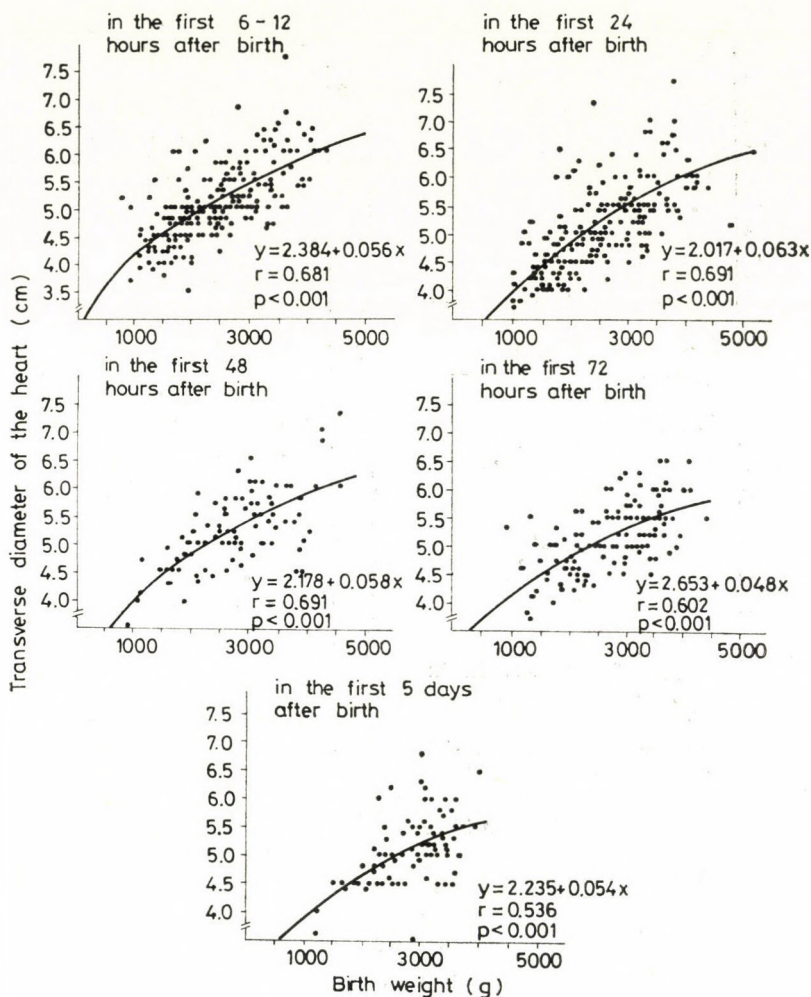 in the first 6-12
hours after birth
7.5
7.0
6.5
6.0
5.5
5.0
4.5
4.0
3.5
y=2.384+0.056x
r=0.681
p<0.001
1000 3000 5000
in the first 24
hours after birth
7.5
7.0
6.5
6.0
5.5
5.0
4.5
4.0
y=2.017+0.063x
r=0.691
p<0.001
1000 3000 5000
Transverse diameter of the heart (cm)
in the first 48
hours after birth
7.5
7.0
6.5
6.0
5.5
5.0
4.5
4.0
y=2.178+0.058x
r=0.691
p<0.001
1000 3000 5000
in the first 72
hours after birth
7.5
7.0
6.5
6.0
5.5
5.0
4.5
4.0
y=2.653+0.048x
r=0.602
p<0.001
1000 3000 5000
in the first 5 days
after birth
7.5
7.0
6.5
6.0
5.5
5.0
4.5
4.0
y=2.235+0.054x
r=0.536
p<0.001
1000 3000 5000
Birth weight (g)